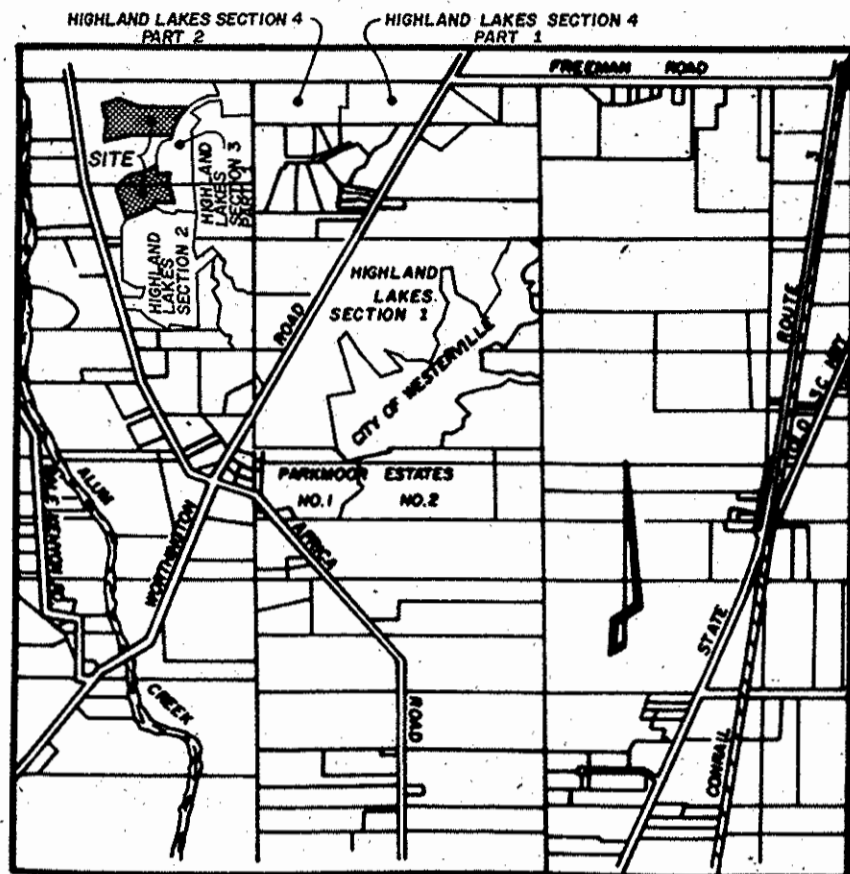 HIGHLAND LAKES SECTION 4
PART 2
HIGHLAND LAKES SECTION 4
PART 1
FREEMAN ROAD
SITE
HIGHLAND
LAKES
SECTION 3
PART
HIGHLAND
LAKES
SECTION 2
HIGHLAND
LAKES
SECTION 1
ROAD
CITY OF WESTERVILLE
ROUTE
3
PARKMOOR ESTATES
NO. 1 NO. 2
ALUM
WORTHINGTON
AFRICA
STATE
CREEK
ROAD
CONRAIL